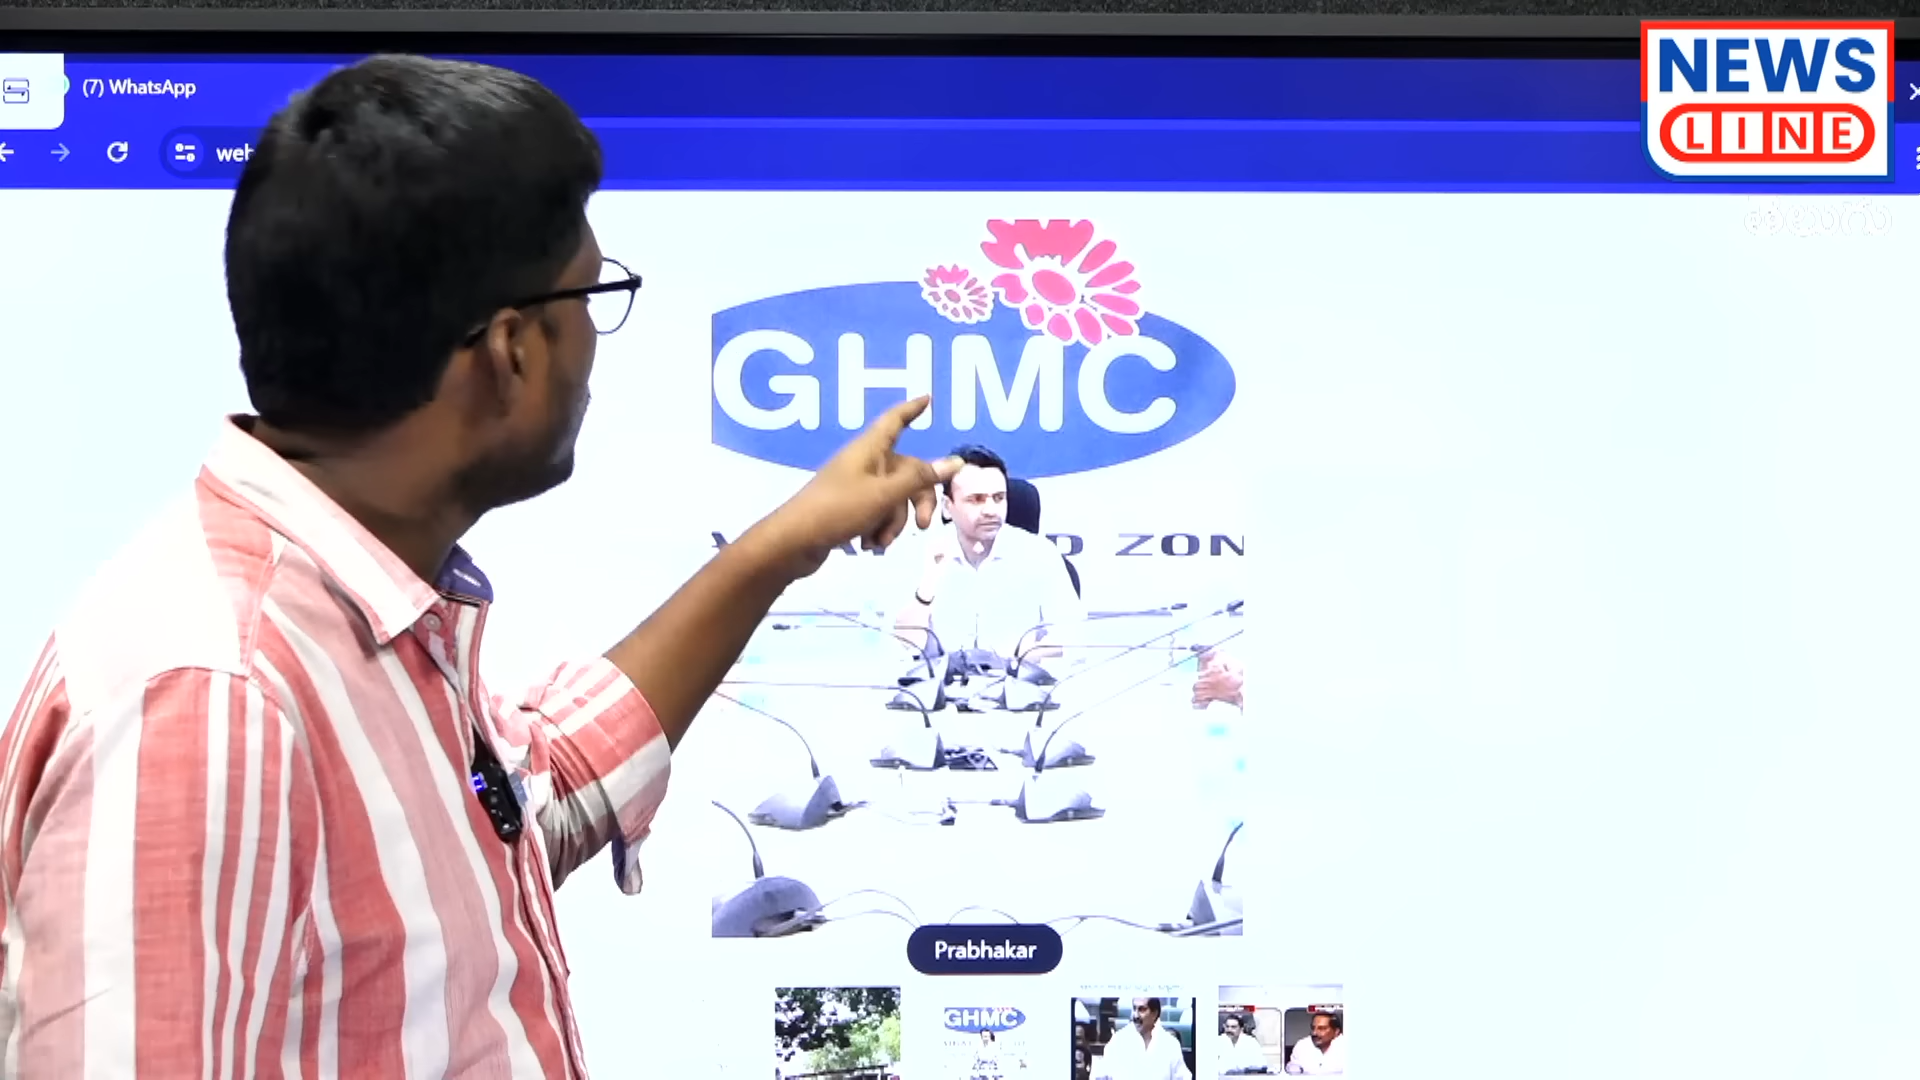 (7) WhatsApp
web
NEWS
LINE
తెలుగు
GHMC
D ZON
Prabhakar
GHMC